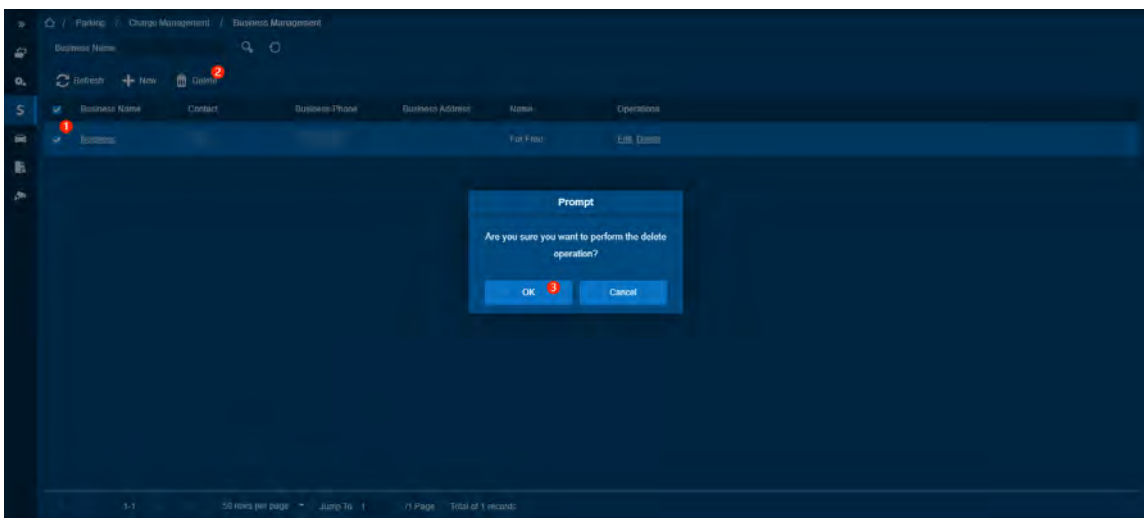 / Parking / Charge Management / Business Management
Business Name
Refresh New Delete 2
Business Name Contact Business Phone Business Address Name Operations
1
Business For Free Edit Delete
Prompt
Are you sure you want to perform the delete
operation?
OK 3 Cancel
1-1 50 rows per page Jump To 1 /1 Page Total of 1 records